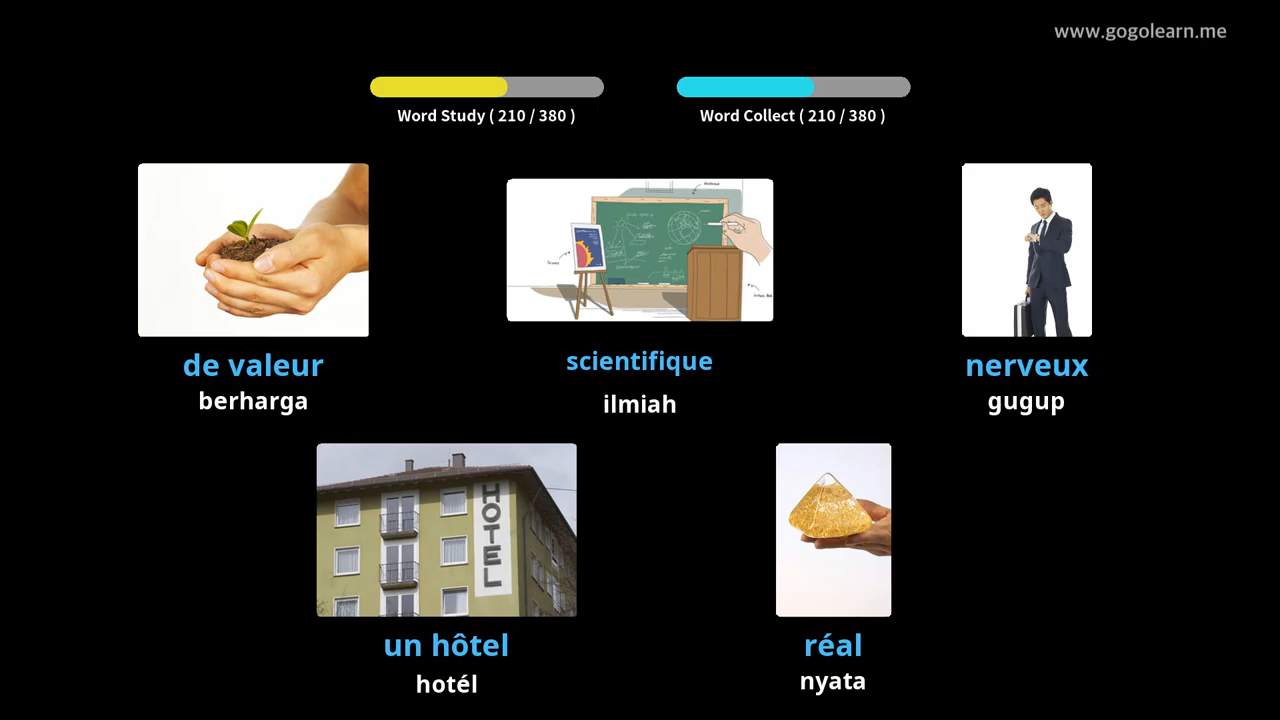 www.gogolearn.me
Word Study ( 210 / 380 )
Word Collect ( 210 / 380 )
de valeur
berharga
scientifique
ilmiah
nerveux
gugup
HOTEL
un hôtel
hotél
réal
nyata